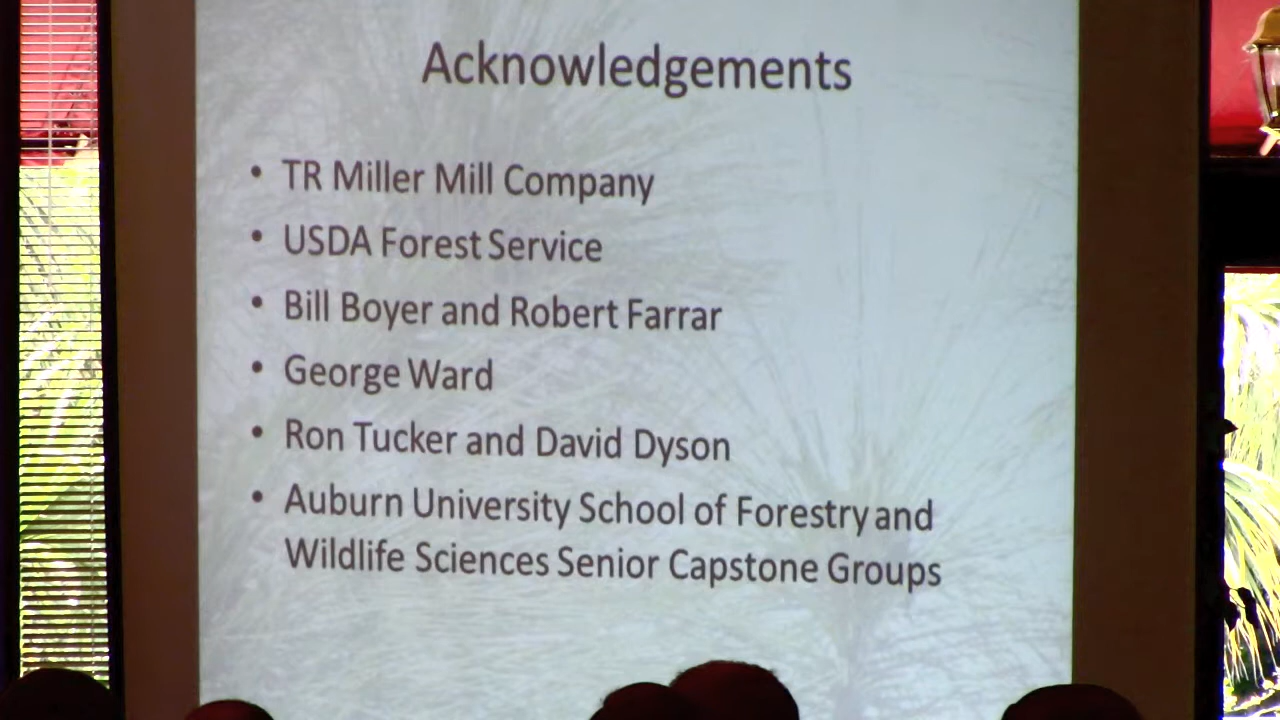 Acknowledgements
• TR Miller Mill Company
• USDA Forest Service
• Bill Boyer and Robert Farrar
• George Ward
• Ron Tucker and David Dyson
• Auburn University School of Forestry and
Wildlife Sciences Senior Capstone Groups